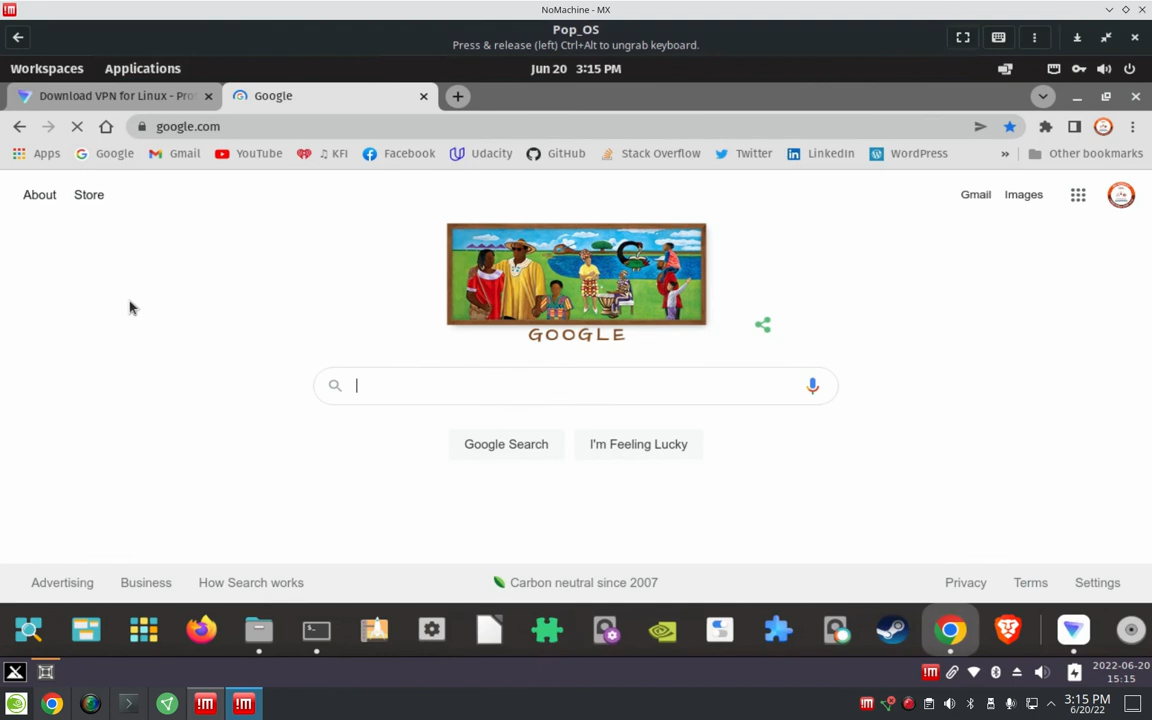 NoMachine - MX
Pop_OS
Press & release (left) Ctrl+Alt to ungrab keyboard.
Workspaces Applications Jun 20 3:15 PM
Download VPN for Linux - Prot Google
google.com
Apps Google Gmail YouTube ♫ KFI Facebook Udacity GitHub Stack Overflow Twitter LinkedIn WordPress » Other bookmarks
About Store Gmail Images
GOOGLE
Google Search I'm Feeling Lucky
Advertising Business How Search works Carbon neutral since 2007 Privacy Terms Settings
2022-06-20
15:15
3:15 PM
6/20/22